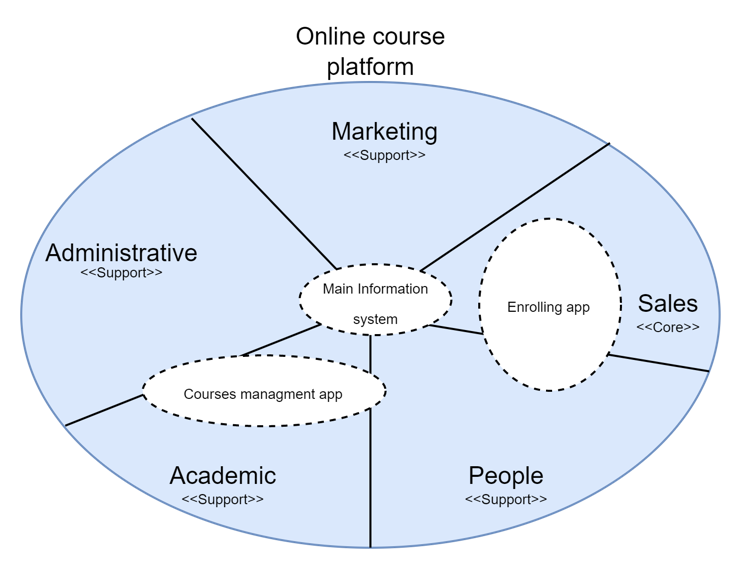 Online course
platform
Marketing
<<Support>>
Administrative
<<Support>>
Main Information
system
Enrolling app
Sales
<<Core>>
Courses managment app
Academic
<<Support>>
People
<<Support>>